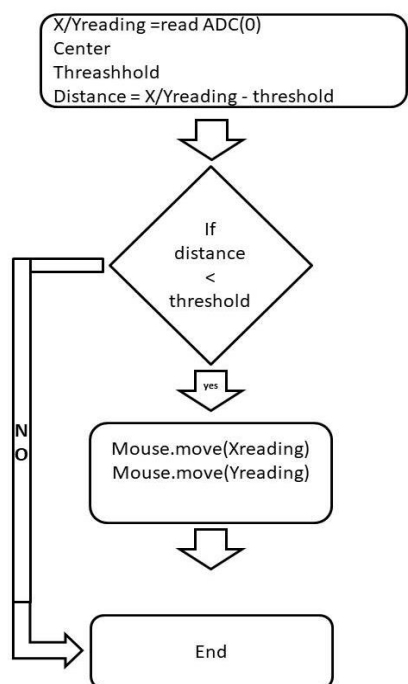 X/Yreading =read ADC(0)
Center
Threashhold
Distance = X/Yreading - threshold
If
distance
<
threshold
yes
N
O
Mouse.move(Xreading)
Mouse.move(Yreading)
End